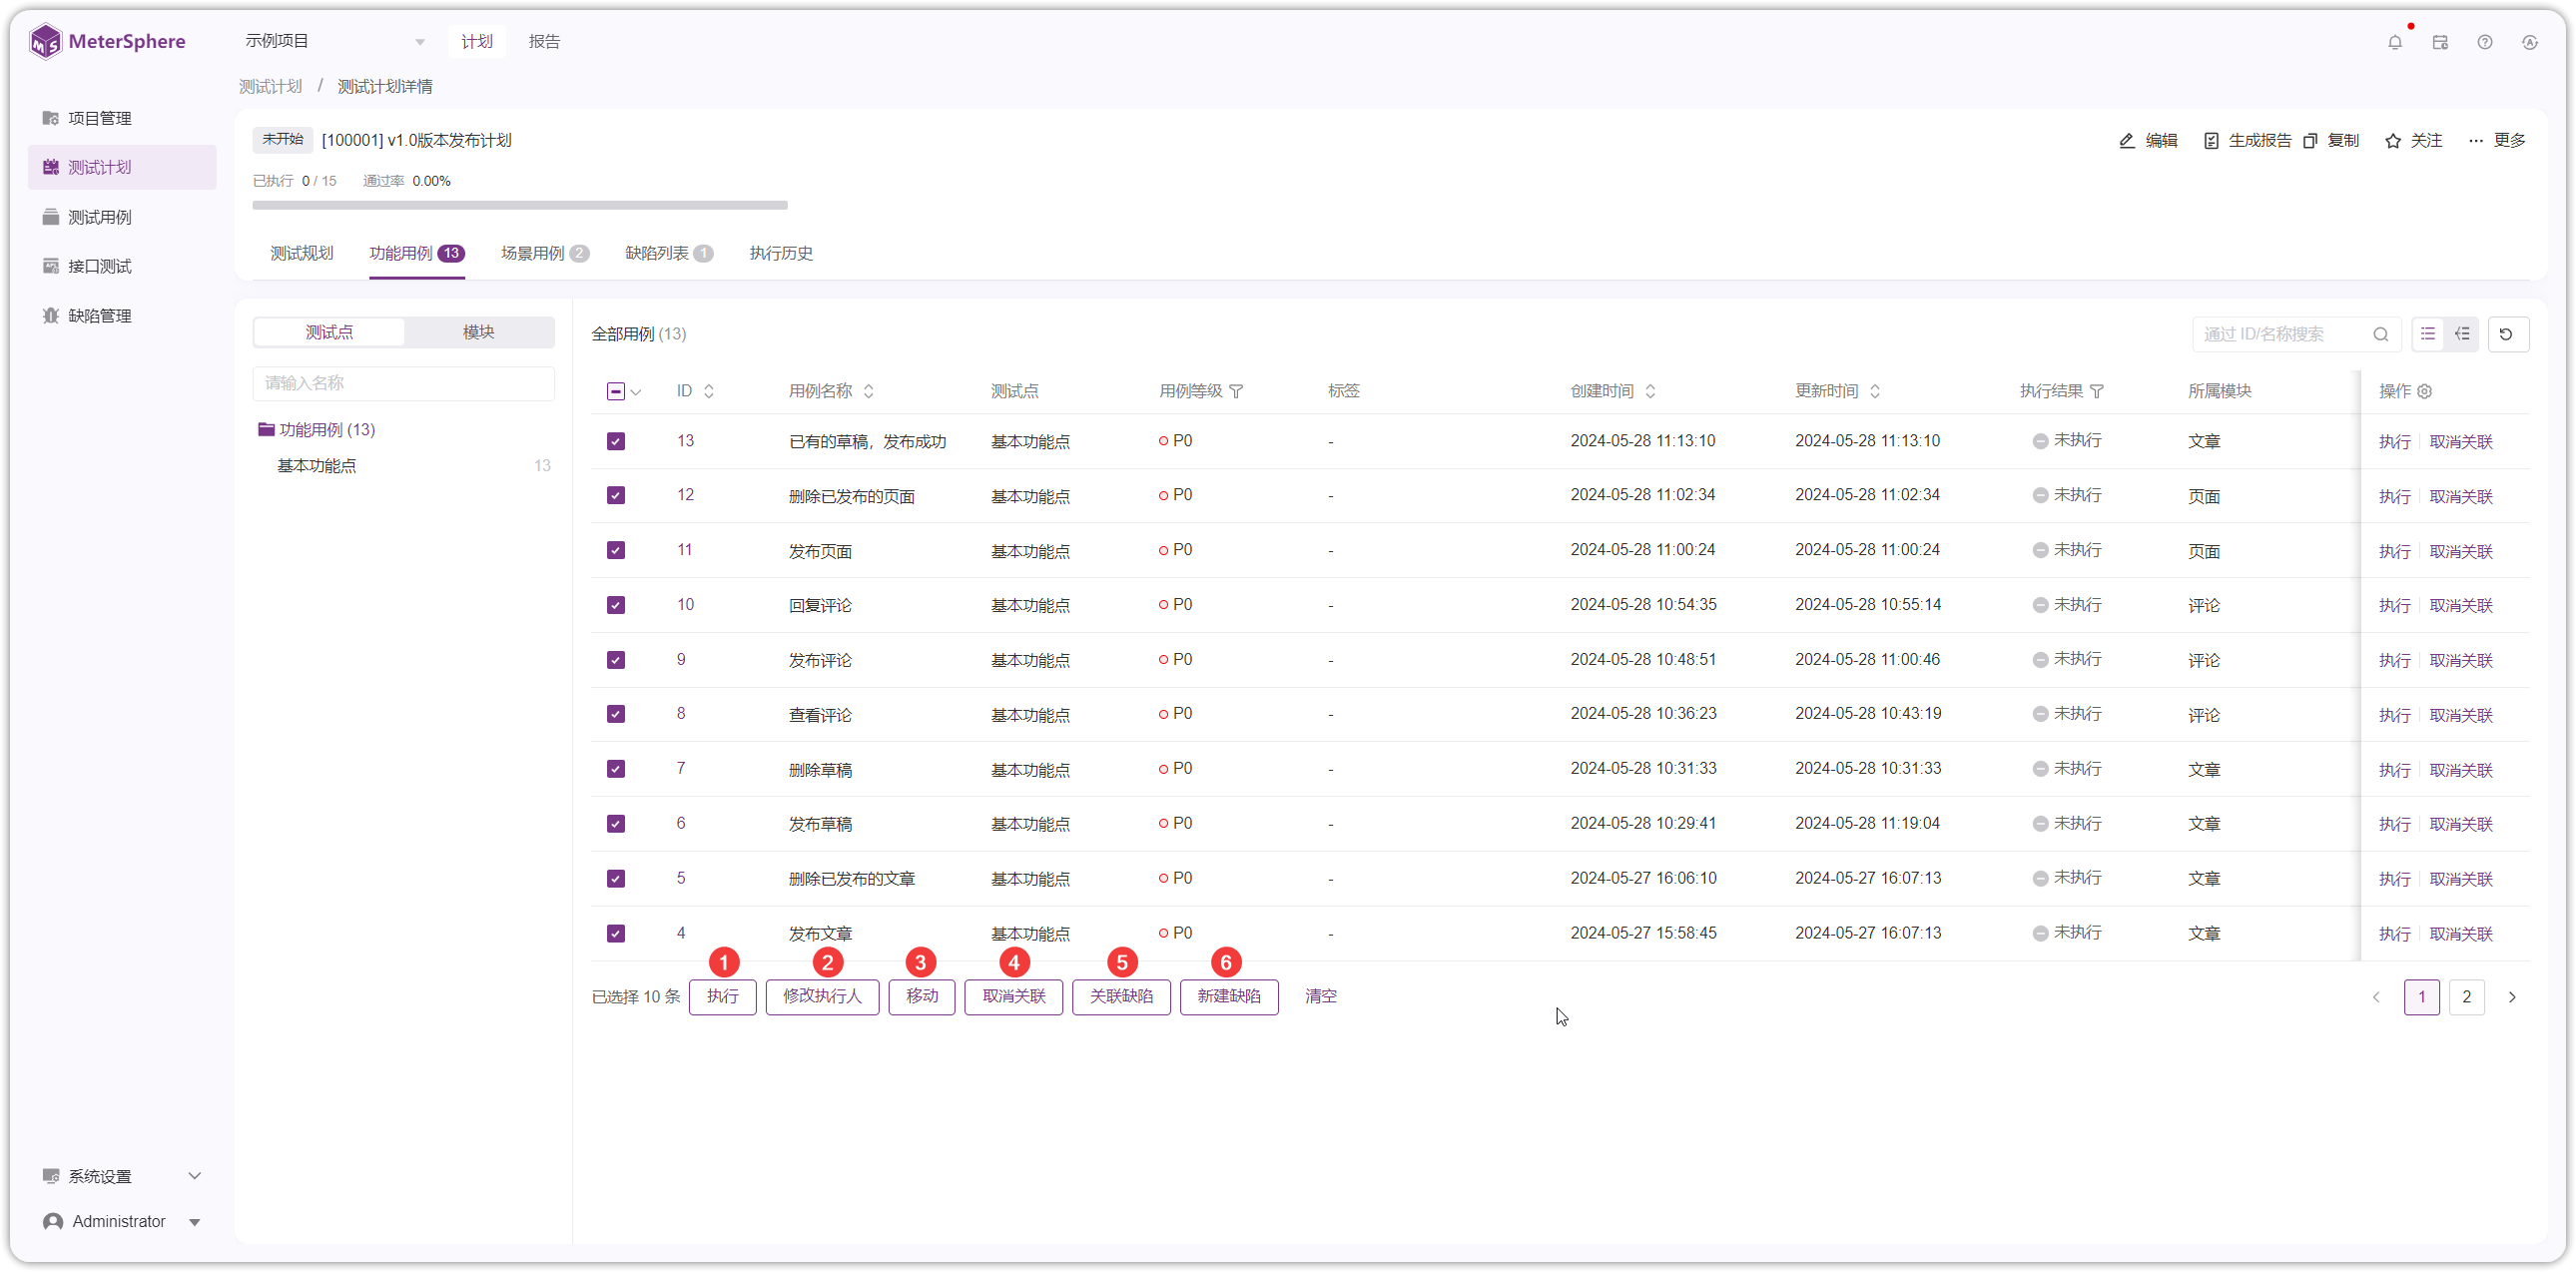 MeterSphere 示例项目 计划 报告
测试计划 / 测试计划详情
项目管理
测试计划
测试用例
接口测试
缺陷管理
系统设置
Administrator
未开始 [100001] v1.0版本发布计划
编辑 生成报告 复制 关注 更多
已执行 0 / 15 通过率 0.00%
测试规划 功能用例 13 场景用例 2 缺陷列表 1 执行历史
测试点 模块
请输入名称
功能用例 (13)
基本功能点 13
全部用例 (13)
通过 ID/名称搜索
ID 用例名称 测试点 用例等级 标签 创建时间 更新时间 执行结果 所属模块 操作
13 已有的草稿，发布成功 基本功能点 P0 - 2024-05-28 11:13:10 2024-05-28 11:13:10 未执行 文章 执行 取消关联
12 删除已发布的页面 基本功能点 P0 - 2024-05-28 11:02:34 2024-05-28 11:02:34 未执行 页面 执行 取消关联
11 发布页面 基本功能点 P0 - 2024-05-28 11:00:24 2024-05-28 11:00:24 未执行 页面 执行 取消关联
10 回复评论 基本功能点 P0 - 2024-05-28 10:54:35 2024-05-28 10:55:14 未执行 评论 执行 取消关联
9 发布评论 基本功能点 P0 - 2024-05-28 10:48:51 2024-05-28 11:00:46 未执行 评论 执行 取消关联
8 查看评论 基本功能点 P0 - 2024-05-28 10:36:23 2024-05-28 10:43:19 未执行 评论 执行 取消关联
7 删除草稿 基本功能点 P0 - 2024-05-28 10:31:33 2024-05-28 10:31:33 未执行 文章 执行 取消关联
6 发布草稿 基本功能点 P0 - 2024-05-28 10:29:41 2024-05-28 11:19:04 未执行 文章 执行 取消关联
5 删除已发布的文章 基本功能点 P0 - 2024-05-27 16:06:10 2024-05-27 16:07:13 未执行 文章 执行 取消关联
4 发布文章 基本功能点 P0 - 2024-05-27 15:58:45 2024-05-27 16:07:13 未执行 文章 执行 取消关联
1 2 3 4 5 6
已选择 10 条 执行 修改执行人 移动 取消关联 关联缺陷 新建缺陷 清空 1 2